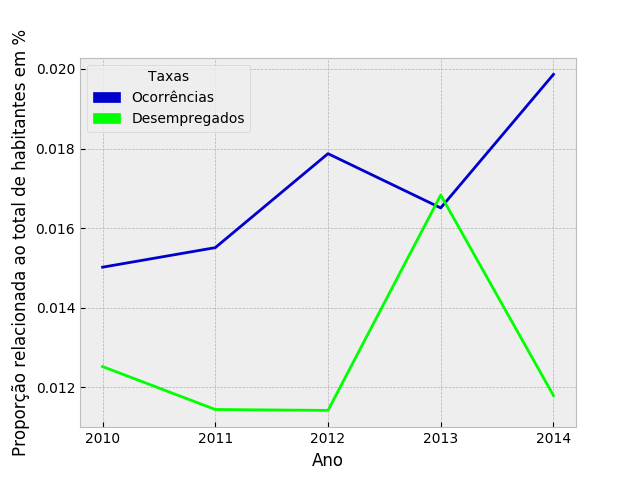 Proporção relacionada ao total de habitantes em %
0.020
0.018
0.016
0.014
0.012
Taxas
Ocorrências
Desempregados
2010 2011 2012 2013 2014
Ano